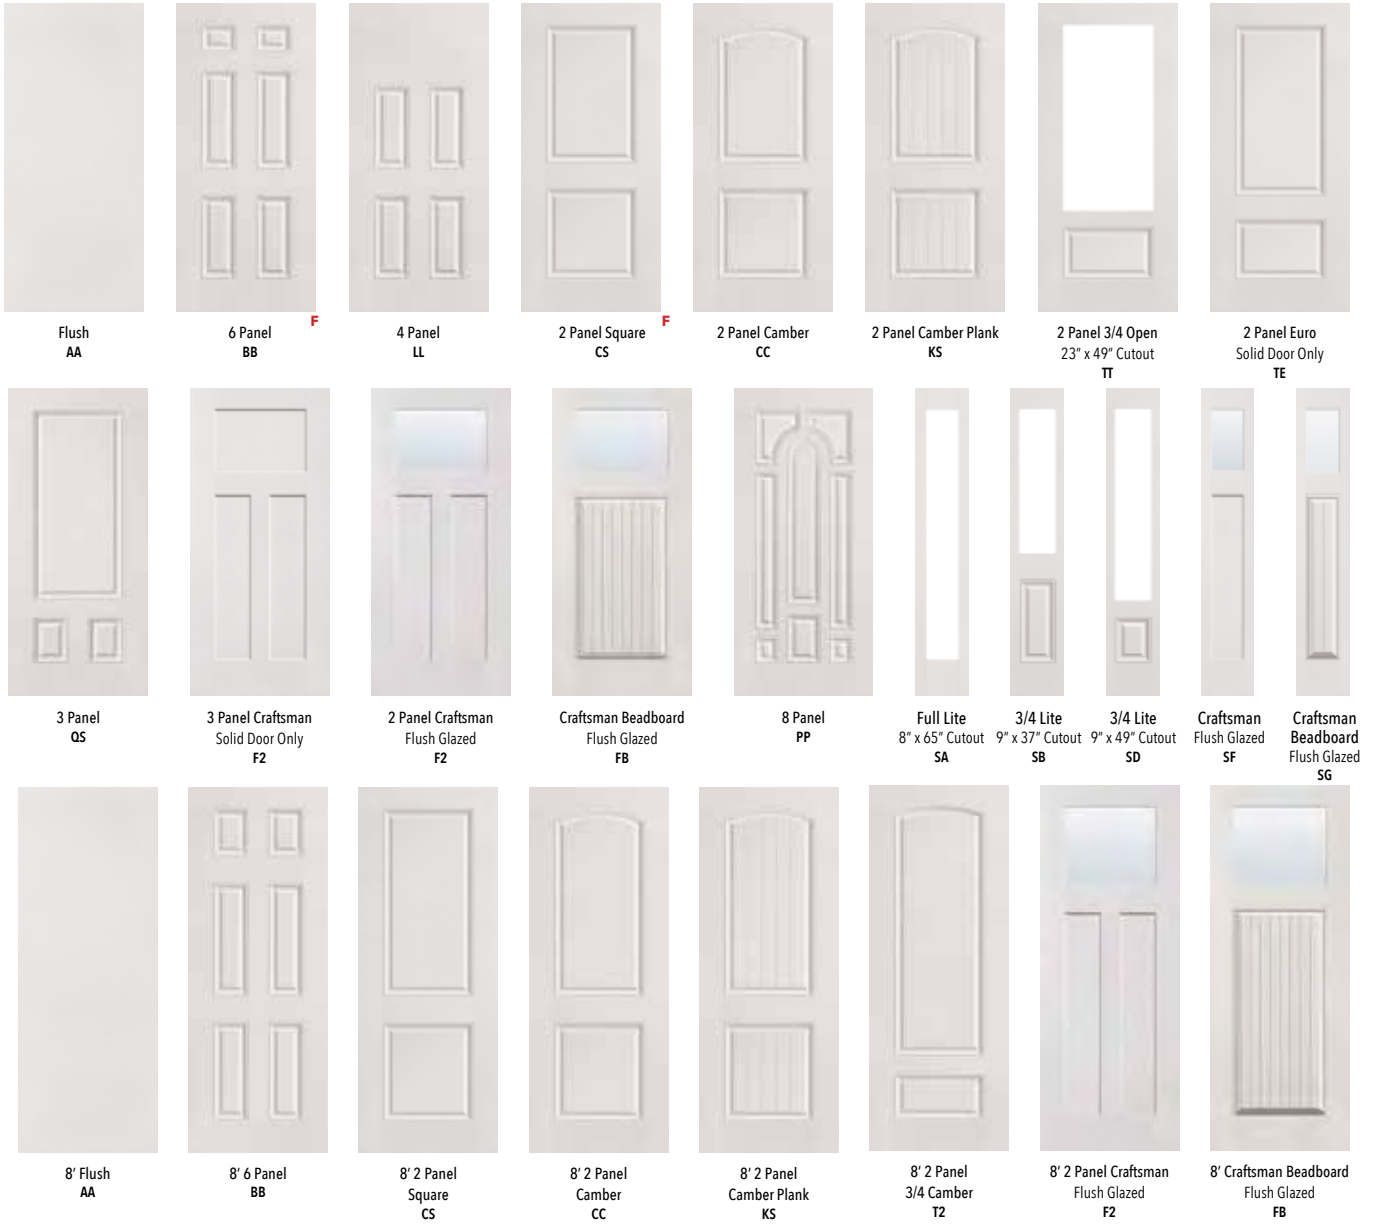 Flush
AA
6 Panel
BB
F
4 Panel
LL
2 Panel Square
CS
F
2 Panel Camber
CC
2 Panel Camber Plank
KS
2 Panel 3/4 Open
23” x 49” Cutout
TT
2 Panel Euro
Solid Door Only
TE
3 Panel
QS
3 Panel Craftsman
Solid Door Only
F2
2 Panel Craftsman
Flush Glazed
F2
Craftsman Beadboard
Flush Glazed
FB
8 Panel
PP
Full Lite
8” x 65” Cutout
SA
3/4 Lite
9” x 37” Cutout
SB
3/4 Lite
9” x 49” Cutout
SD
Craftsman
Flush Glazed
SF
Craftsman
Beadboard
Flush Glazed
SG
8’ Flush
AA
8’ 6 Panel
BB
8’ 2 Panel
Square
CS
8’ 2 Panel
Camber
CC
8’ 2 Panel
Camber Plank
KS
8’ 2 Panel
3/4 Camber
T2
8’ 2 Panel Craftsman
Flush Glazed
F2
8’ Craftsman Beadboard
Flush Glazed
FB